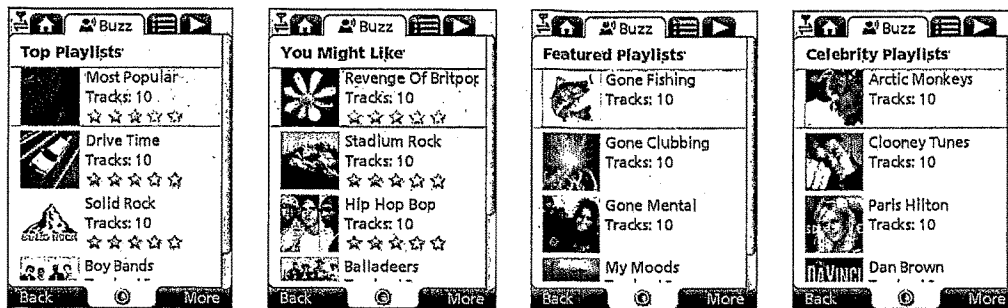 Buzz
Top Playlists
Most Popular
Tracks: 10
Drive Time
Tracks: 10
Solid Rock
Tracks: 10
SOLID ROCK
Boy Bands
Back
More
Buzz
You Might Like
Revenge Of Britpop
Tracks: 10
Stadium Rock
Tracks: 10
Hip Hop Bop
Tracks: 10
Balladeers
Back
More
Buzz
Featured Playlists
Gone Fishing
Tracks: 10
Gone Clubbing
Tracks: 10
Gone Mental
Tracks: 10
My Moods
Back
More
Buzz
Celebrity Playlists
Arctic Monkeys
Tracks: 10
Clooney Tunes
Tracks: 10
Paris Hilton
Tracks: 10
Dan Brown
DAVINCI
Back
More